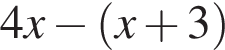 4x − (x + 3)